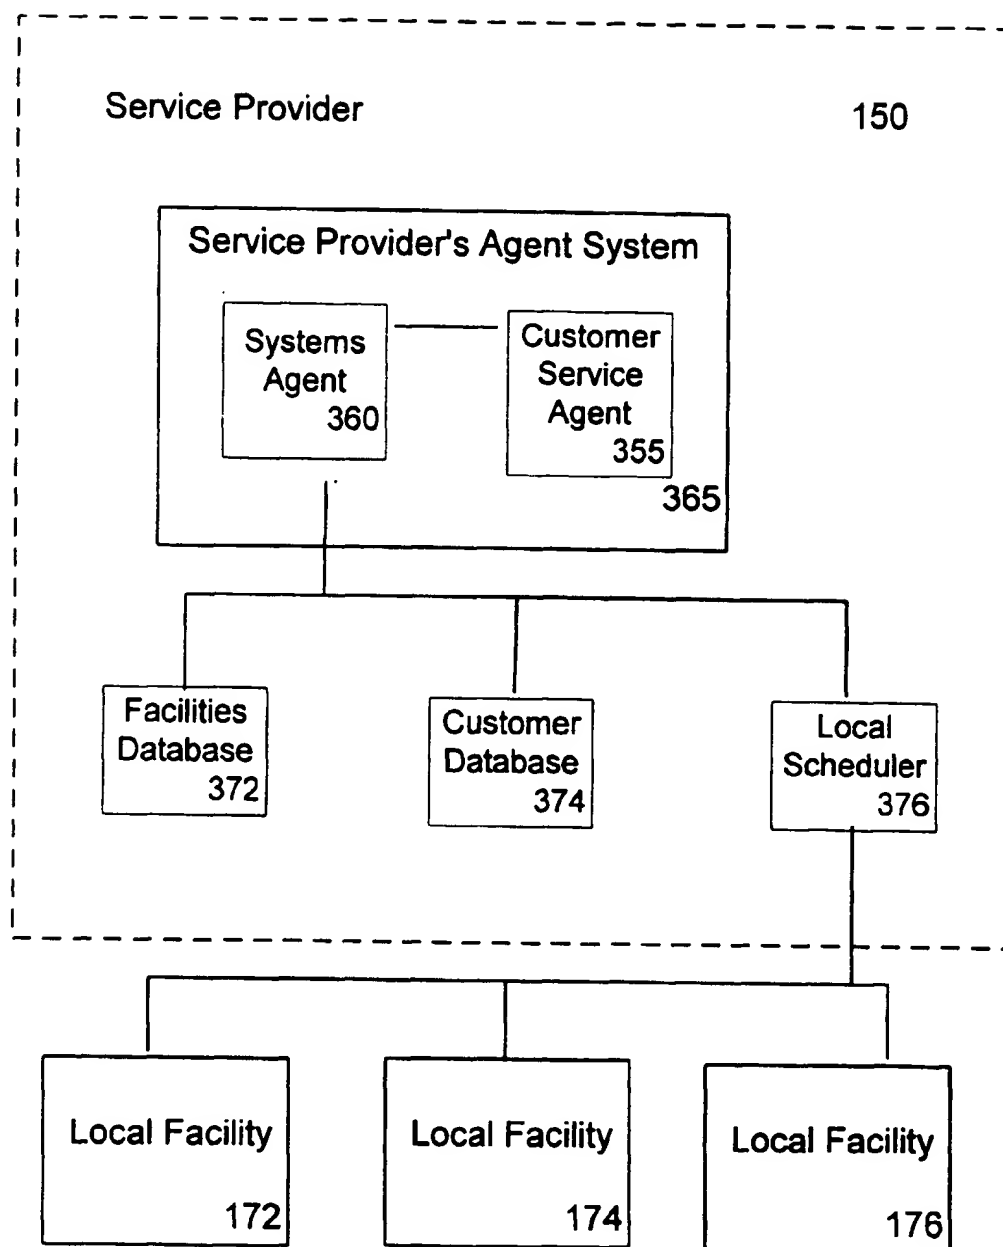 Service Provider
150
Service Provider's Agent System
Systems
Agent
360
Customer
Service
Agent
355
365
Facilities
Database
372
Customer
Database
374
Local
Scheduler
376
Local Facility
172
Local Facility
174
Local Facility
176